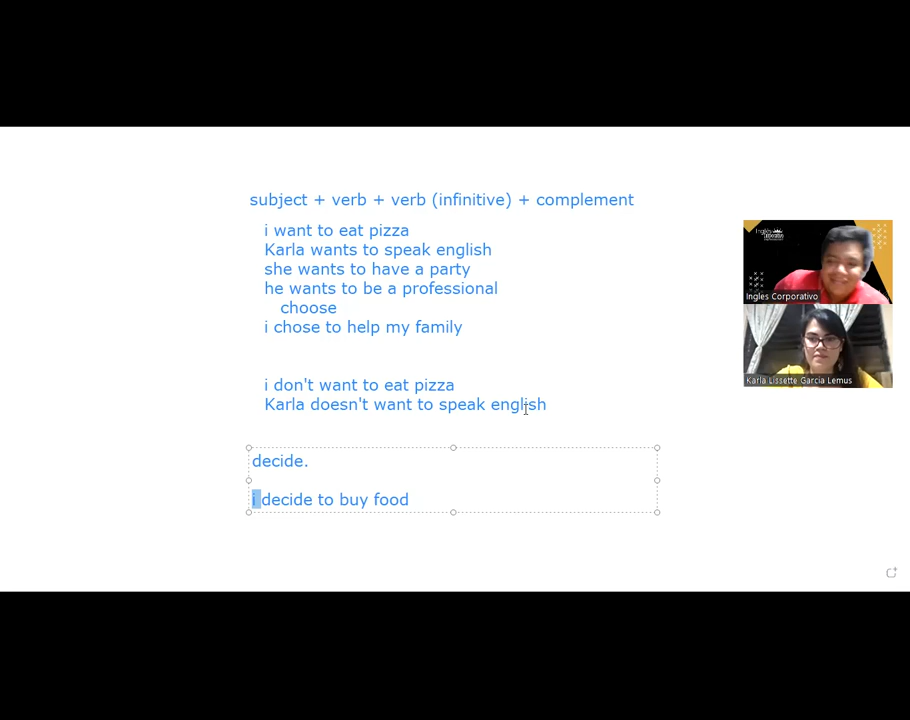 subject + verb + verb (infinitive) + complement
i want to eat pizza
Karla wants to speak english
she wants to have a party
he wants to be a professional
choose
i chose to help my family
i don't want to eat pizza
Karla doesn't want to speak english
decide.
i decide to buy food
Ingles Corporativo
Karla Lissette Garcia Lemus